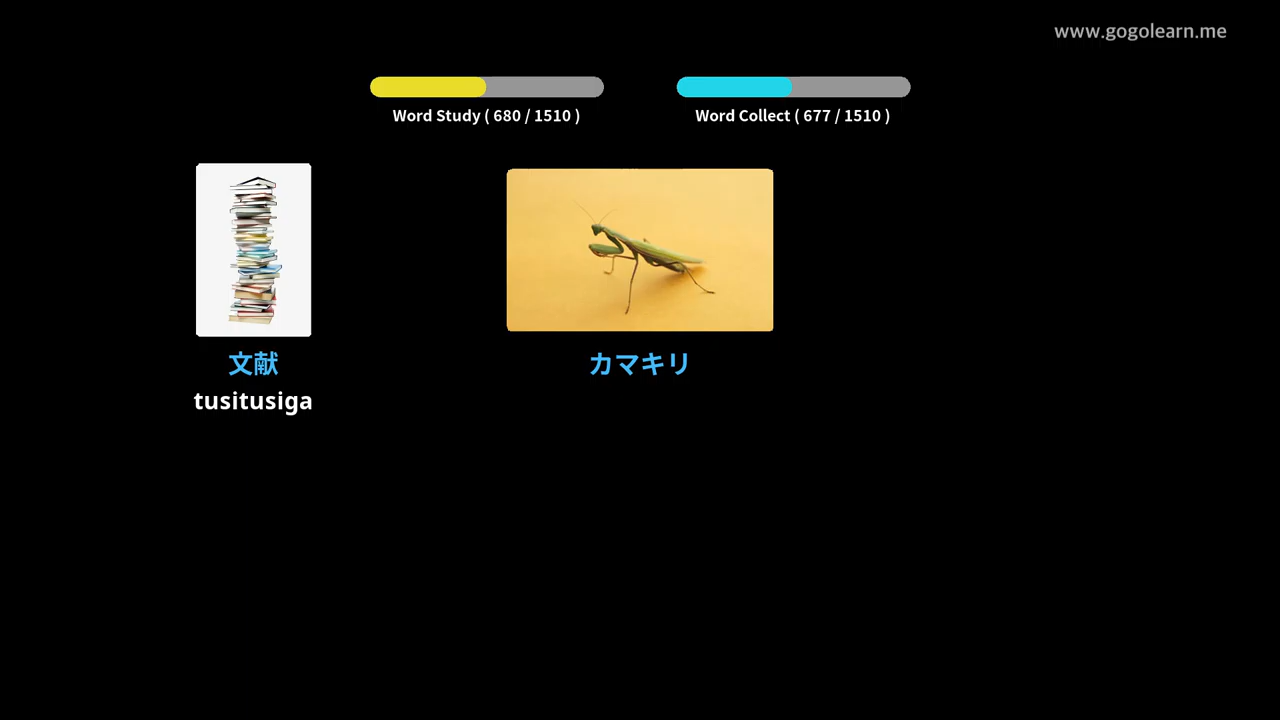 www.gogolearn.me
Word Study ( 680 / 1510 )
Word Collect ( 677 / 1510 )
文献
カマキリ
tusitusiga